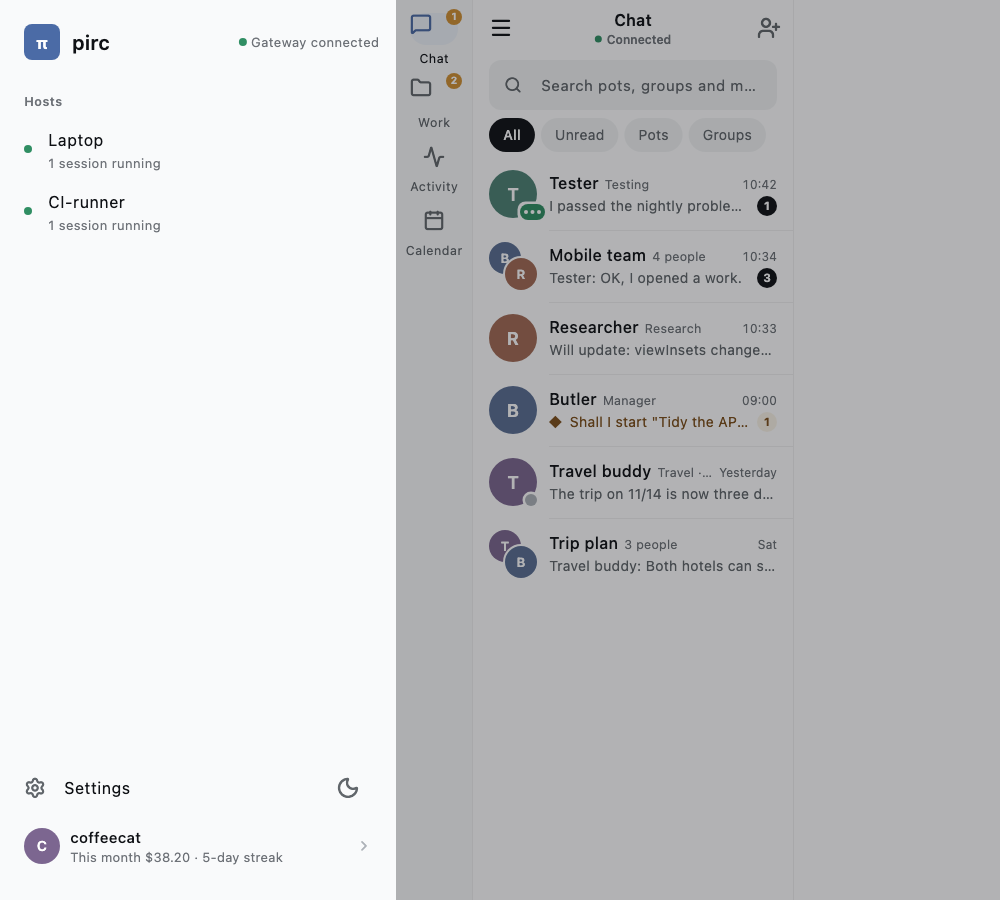 π pirc
Gateway connected
Hosts
Laptop
1 session running
CI-runner
1 session running
Settings
C
coffeecat
This month $38.20 · 5-day streak
1
Chat
2
Work
Activity
Calendar
Chat
Connected
Search pots, groups and m...
All Unread Pots Groups
T
Tester Testing 10:42
I passed the nightly proble... 1
B R
Mobile team 4 people 10:34
Tester: OK, I opened a work. 3
R
Researcher Research 10:33
Will update: viewInsets change...
B
Butler Manager 09:00
Shall I start "Tidy the AP... 1
T
Travel buddy Travel ·... Yesterday
The trip on 11/14 is now three d...
T B
Trip plan 3 people Sat
Travel buddy: Both hotels can s...